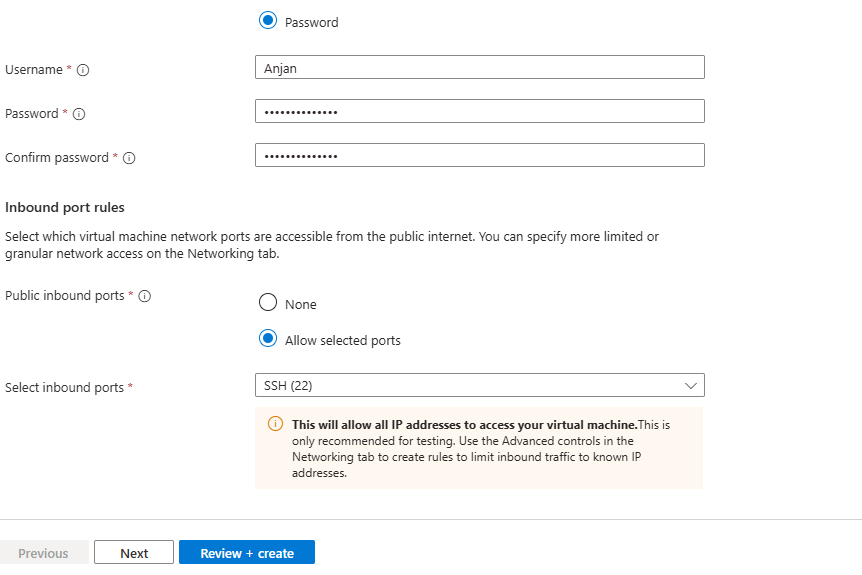 Password
Username *
Anjan
Password *
••••••••••••••
Confirm password *
••••••••••••••
Inbound port rules
Select which virtual machine network ports are accessible from the public internet. You can specify more limited or
granular network access on the Networking tab.
Public inbound ports *
None
Allow selected ports
Select inbound ports *
SSH (22)
This will allow all IP addresses to access your virtual machine.This is
only recommended for testing. Use the Advanced controls in the
Networking tab to create rules to limit inbound traffic to known IP
addresses.
Previous
Next
Review + create